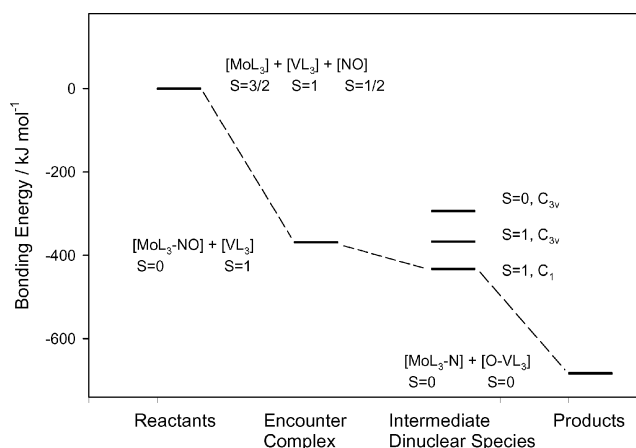 [MoL₃] + [VL₃] + [NO]
S=3/2 S=1 S=1/2
0
-200
-400
-600
Bonding Energy / kJ mol⁻¹
S=0, C₃ᵥ
S=1, C₃ᵥ
S=1, C₁
[MoL₃-NO] + [VL₃]
S=0 S=1
[MoL₃-N] + [O-VL₃]
S=0 S=0
Reactants
Encounter
Complex
Intermediate
Dinuclear Species
Products